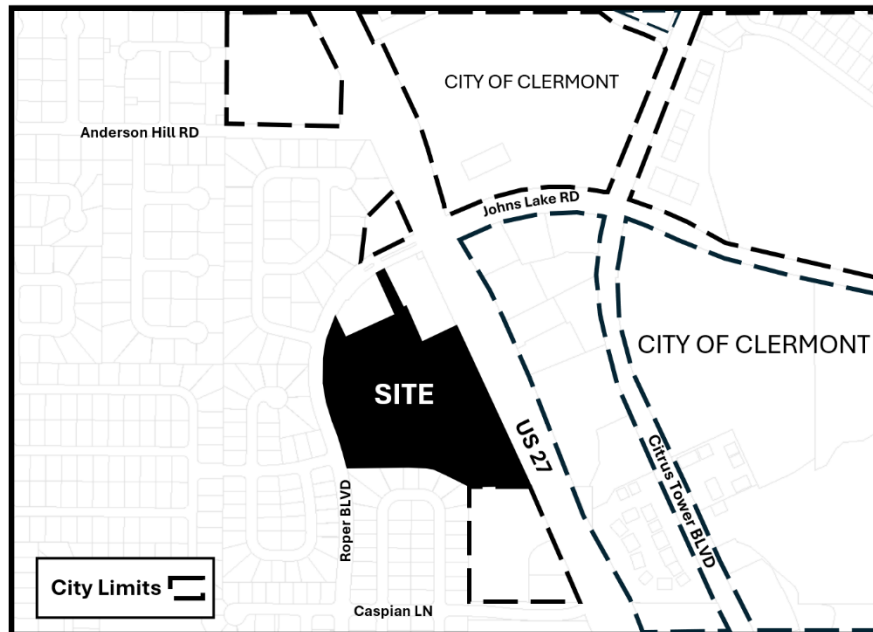 CITY OF CLERMONT
Anderson Hill RD
Johns Lake RD
CITY OF CLERMONT
SITE
US 27
Citrus Tower BLVD
Roper BLVD
City Limits
Caspian LN